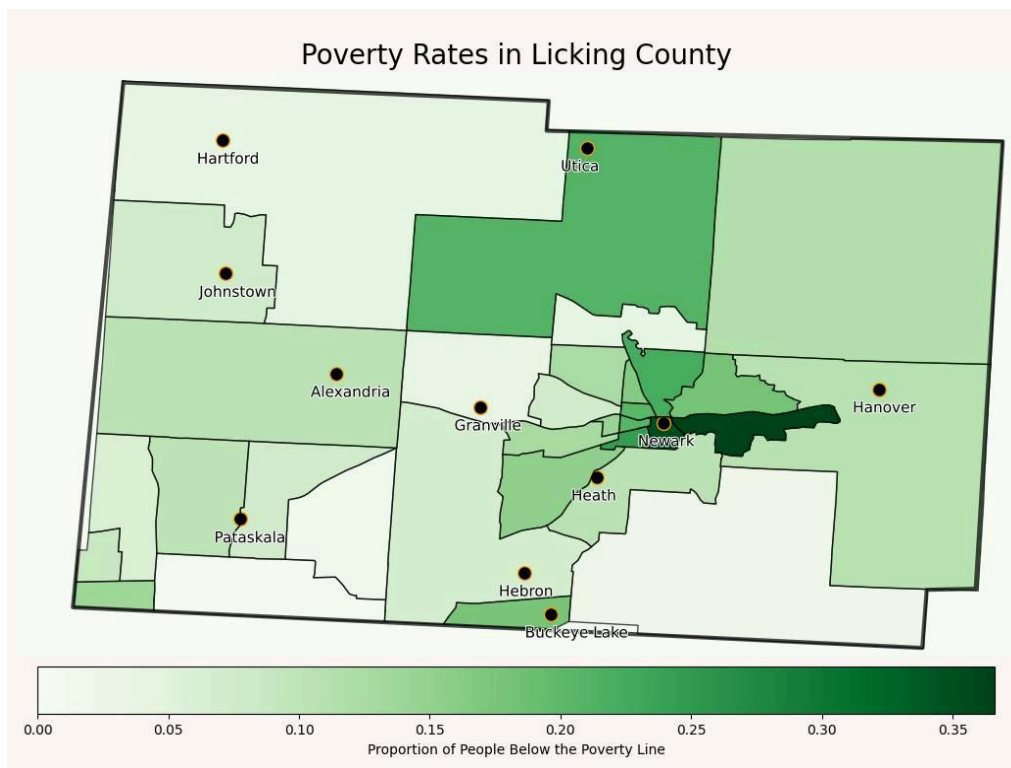 Poverty Rates in Licking County
Hartford
Utica
Johnstown
Alexandria
Hanover
Granville
Newark
Heath
Pataskala
Hebron
Buckeye Lake
0.00 0.05 0.10 0.15 0.20 0.25 0.30 0.35
Proportion of People Below the Poverty Line